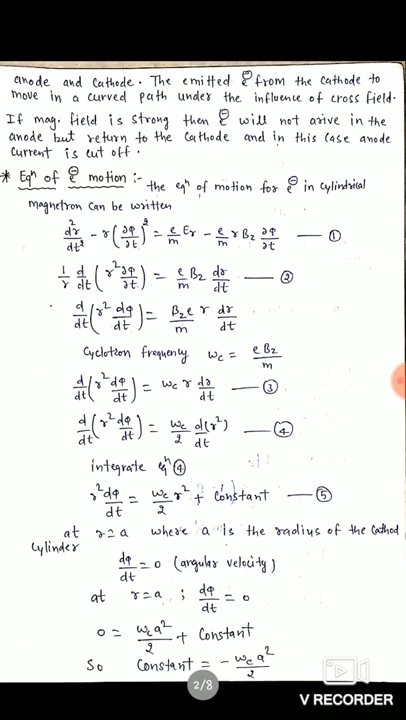 anode and cathode. The emitted e⊖ from the cathode to
move in a curved path under the influence of cross field.
If mag. field is strong then e⊖ will not arive in the
anode but return to the cathode and in this case anode
current is cut off.
* Eqⁿ of e⊖ motion :- the eqⁿ of motion for e⊖ in cylindrical
magnetron can be written
d²r/dt² - r(∂φ/∂t)² = e/m Er - e/m r Bz ∂φ/∂t —— ①
1/r d/dt (r² ∂φ/∂t) = e/m Bz dr/dt —— ②
d/dt (r² dφ/dt) = Bz e/m r dr/dt
Cyclotron frequency ωc = e Bz/m
d/dt (r² dφ/dt) = ωc r dr/dt —— ③
d/dt (r² dφ/dt) = ωc/2 d(r²)/dt —— ④
integrate eqⁿ ④
r² dφ/dt = ωc/2 r² + Constant —— ⑤
at r=a where a is the radius of the cathod
cylinder
dφ/dt = 0 (angular velocity)
at r=a ; dφ/dt = 0
0 = ωc a²/2 + Constant
So Constant = - ωc a²/2
2/8
V RECORDER